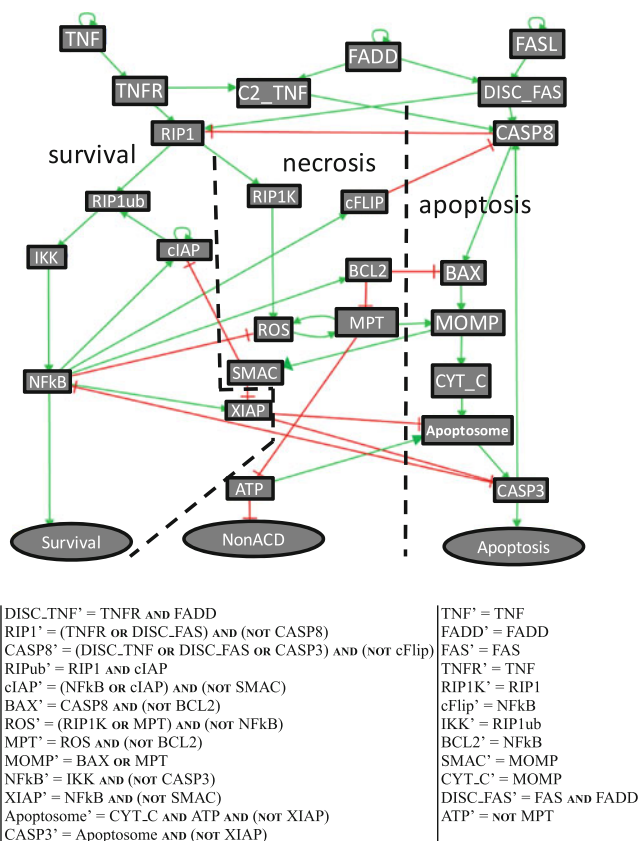 TNF
FASL
FADD
TNFR
C2_TNF
DISC_FAS
RIP1
CASP8
survival
necrosis
apoptosis
RIP1ub
RIP1K
cFLIP
IKK
cIAP
BCL2
BAX
ROS
MPT
MOMP
NFkB
SMAC
CYT_C
XIAP
Apoptosome
ATP
CASP3
Survival
NonACD
Apoptosis
DISC_TNF’ = TNFR AND FADD
RIP1’ = (TNFR OR DISC_FAS) AND (NOT CASP8)
CASP8’ = (DISC_TNF OR DISC_FAS OR CASP3) AND (NOT cFlip)
RIPub’ = RIP1 AND cIAP
cIAP’ = (NFkB OR cIAP) AND (NOT SMAC)
BAX’ = CASP8 AND (NOT BCL2)
ROS’ = (RIP1K OR MPT) AND (NOT NFkB)
MPT’ = ROS AND (NOT BCL2)
MOMP’ = BAX OR MPT
NFkB’ = IKK AND (NOT CASP3)
XIAP’ = NFkB AND (NOT SMAC)
Apoptosome’ = CYT_C AND ATP AND (NOT XIAP)
CASP3’ = Apoptosome AND (NOT XIAP)
TNF’ = TNF
FADD’ = FADD
FAS’ = FAS
TNFR’ = TNF
RIP1K’ = RIP1
cFlip’ = NFkB
IKK’ = RIP1ub
BCL2’ = NFkB
SMAC’ = MOMP
CYT_C’ = MOMP
DISC_FAS’ = FAS AND FADD
ATP’ = NOT MPT